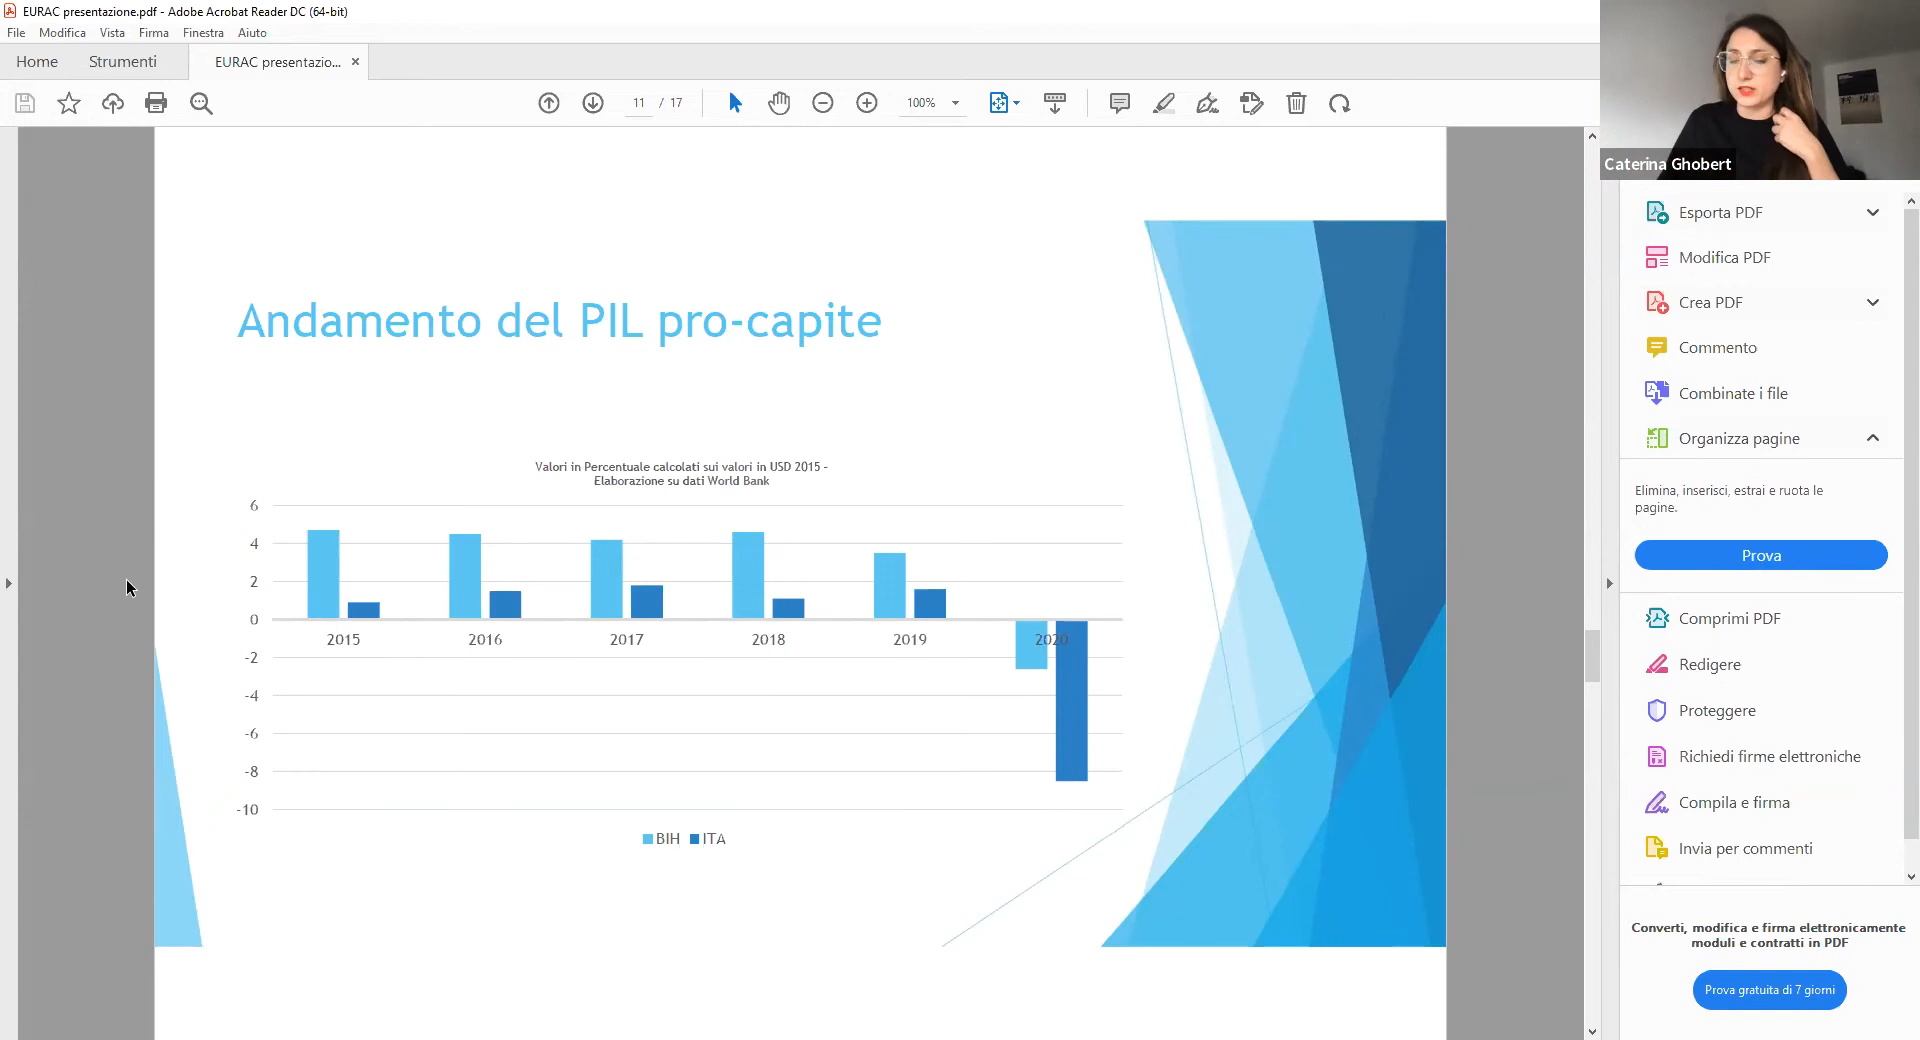 EURAC presentazione.pdf - Adobe Acrobat Reader DC (64-bit)
File Modifica Vista Firma Finestra Aiuto
Home Strumenti EURAC presentazio... ×
11 / 17 100%
Caterina Ghobert
Andamento del PIL pro-capite
Valori in Percentuale calcolati sui valori in USD 2015 -
Elaborazione su dati World Bank
6
4
2
0
-2
-4
-6
-8
-10
2015 2016 2017 2018 2019 2020
BIH ITA
Esporta PDF
Modifica PDF
Crea PDF
Commento
Combinate i file
Organizza pagine
Elimina, inserisci, estrai e ruota le
pagine.
Prova
Comprimi PDF
Redigere
Proteggere
Richiedi firme elettroniche
Compila e firma
Invia per commenti
Converti, modifica e firma elettronicamente
moduli e contratti in PDF
Prova gratuita di 7 giorni